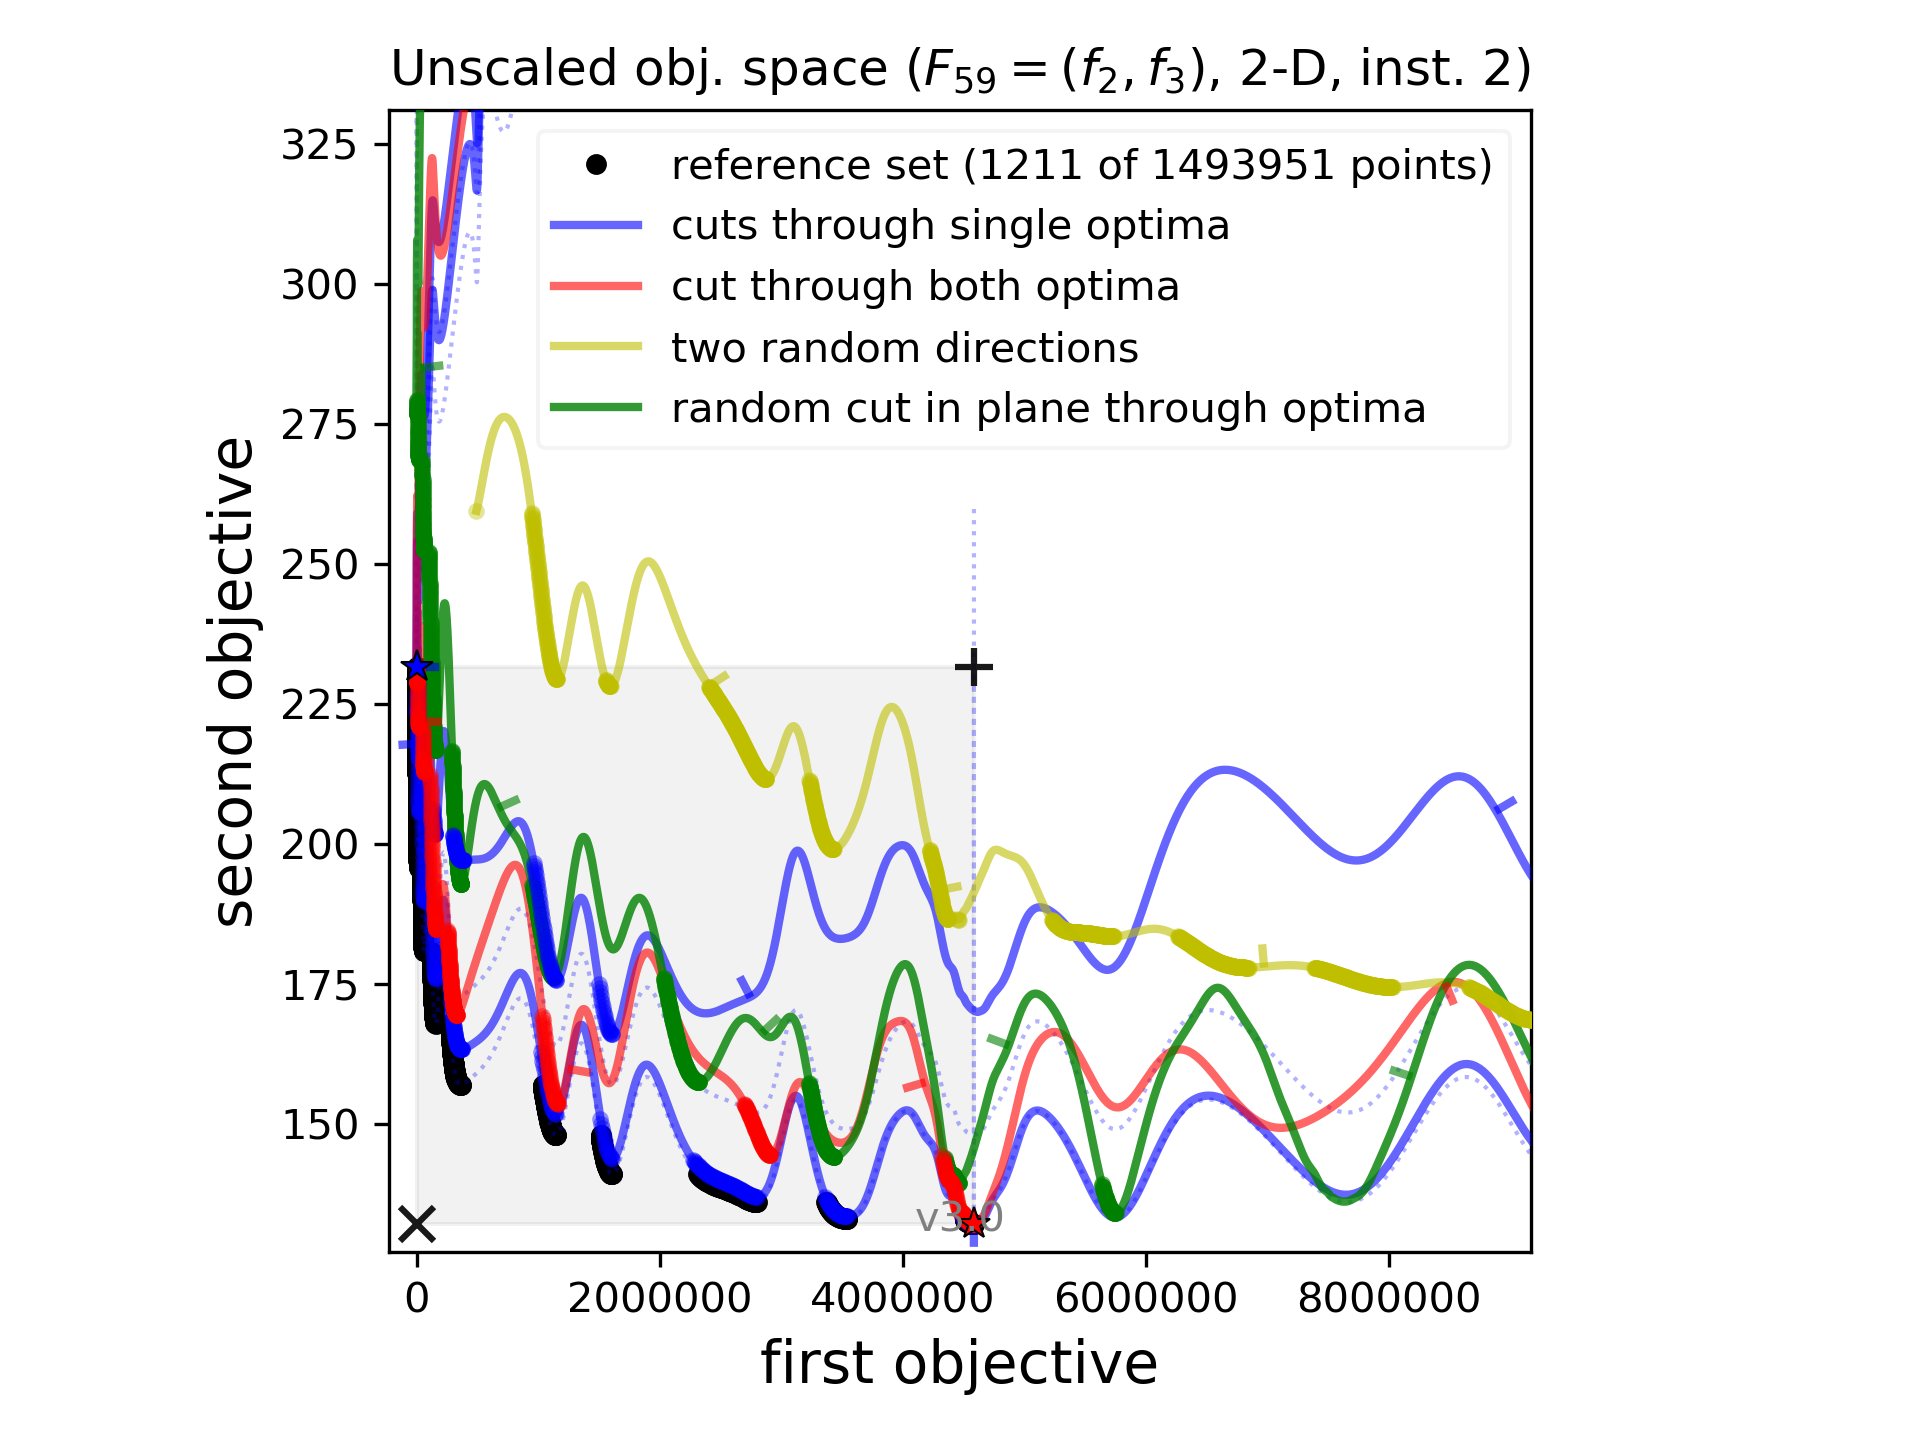 Unscaled obj. space (F59 = (f2, f3), 2-D, inst. 2)
reference set (1211 of 1493951 points)
cuts through single optima
cut through both optima
two random directions
random cut in plane through optima
325
300
275
250
225
200
175
150
second objective
v3.0
0 2000000 4000000 6000000 8000000
first objective